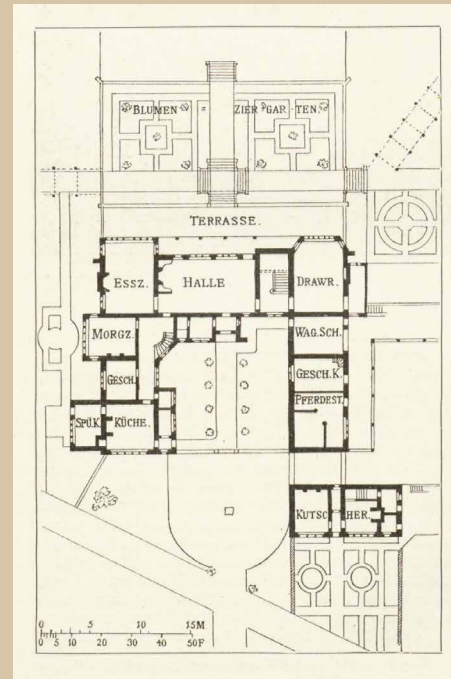 BLUMEN ZIER-GAR-TEN.
TERRASSE.
ESSZ. HALLE DRAWR.
MORGZ. WAG.SCH.
GESCH. GESCH.K.
PFERDEST.
SPÜ.K. KÜCHE.
KUTSC HER.
0 5 10 15M
0 5 10 20 30 40 50F